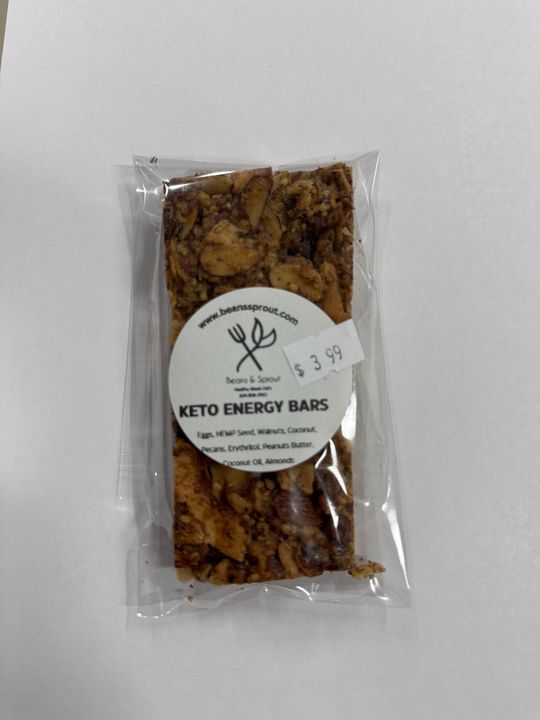 www.beanssprout.com
Beans & Sprout
$ 3.99
KETO ENERGY BARS
Eggs, HEMP Seed, Walnuts, Coconut,
Pecans, Erythritol, Peanuts Butter,
Coconut Oil, Almonds